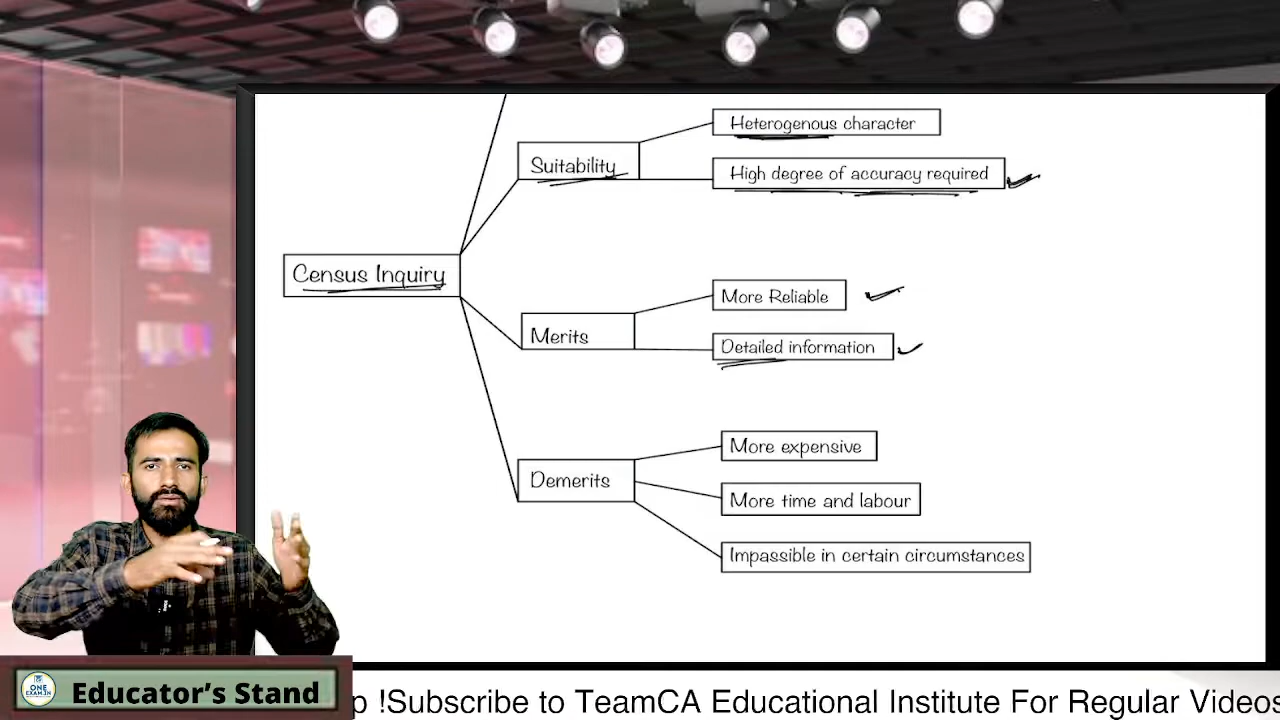 Heterogenous character
Suitability
High degree of accuracy required
Census Inquiry
More Reliable
Merits
Detailed information
More expensive
Demerits
More time and labour
Impassible in certain circumstances
ONE
EXAM.IN
Educator's Stand
p !Subscribe to TeamCA Educational Institute For Regular Videos